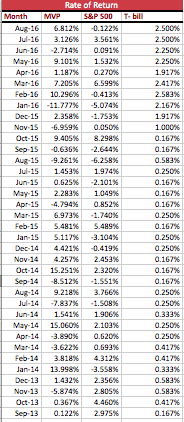 Rate of Return
Month MVP S&P 500 T- bill
Aug-16 6.812% -0.122% 2.500%
Jul-16 3.126% 3.561% 2.500%
Jun-16 -2.714% 0.091% 2.250%
May-16 9.101% 1.532% 2.250%
Apr-16 1.187% 0.270% 1.917%
Mar-16 7.205% 6.599% 2.417%
Feb-16 10.296% -0.413% 2.583%
Jan-16 -11.777% -5.074% 2.167%
Dec-15 2.358% -1.753% 1.917%
Nov-15 -6.959% 0.050% 1.000%
Oct-15 9.405% 8.298% 0.167%
Sep-15 -0.636% -2.644% 0.167%
Aug-15 -9.261% -6.258% 0.583%
Jul-15 1.453% 1.974% 0.250%
Jun-15 0.625% -2.101% 0.167%
May-15 2.283% 1.049% 0.167%
Apr-15 -4.794% 0.852% 0.167%
Mar-15 6.973% -1.740% 0.250%
Feb-15 5.481% 5.489% 0.167%
Jan-15 5.117% -3.104% 0.250%
Dec-14 4.421% -0.419% 0.250%
Nov-14 4.257% 2.453% 0.167%
Oct-14 15.251% 2.320% 0.167%
Sep-14 -8.512% -1.551% 0.167%
Aug-14 9.218% 3.766% 0.250%
Jul-14 -7.837% -1.508% 0.250%
Jun-14 1.541% 1.906% 0.333%
May-14 15.060% 2.103% 0.250%
Apr-14 -3.890% 0.620% 0.250%
Mar-14 -3.622% 0.693% 0.417%
Feb-14 3.818% 4.312% 0.417%
Jan-14 13.998% -3.558% 0.333%
Dec-13 1.432% 2.356% 0.583%
Nov-13 -5.874% 2.805% 0.583%
Oct-13 0.367% 4.460% 0.417%
Sep-13 0.122% 2.975% 0.167%